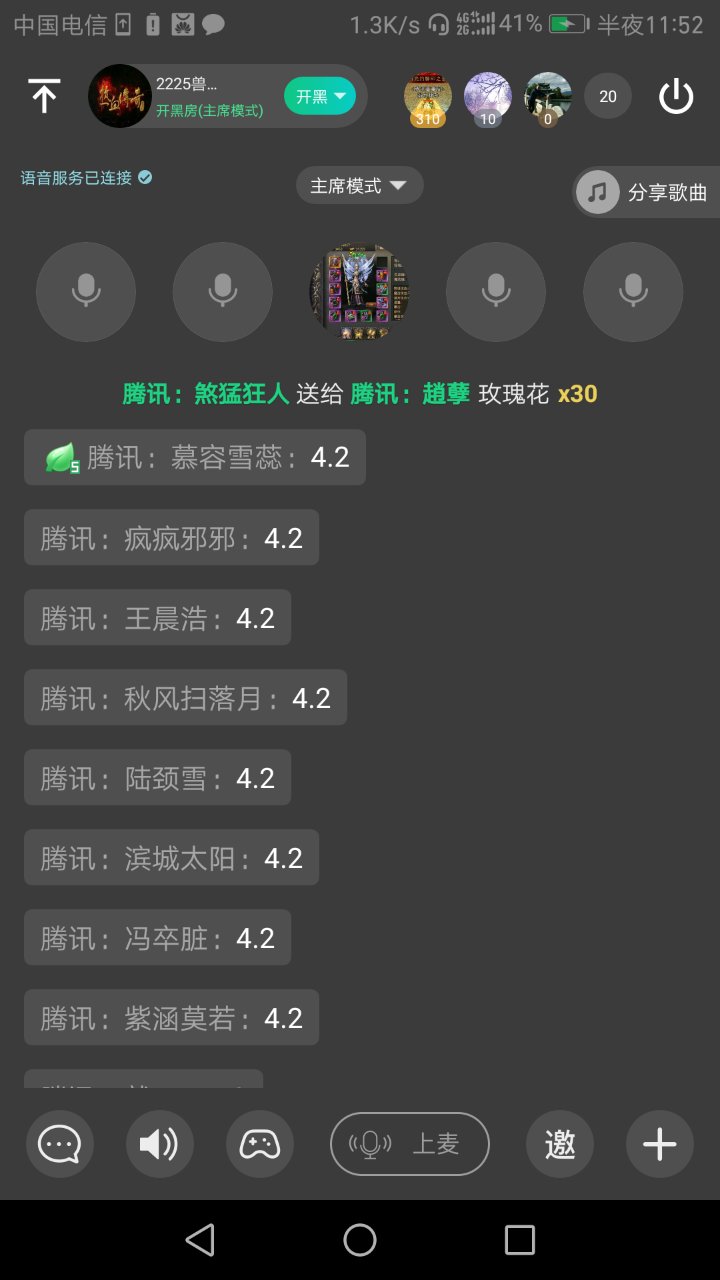 中国电信 1.3K/s 4G 2G 41% 半夜11:52
2225兽...
开黑房(主席模式)
开黑
310 10 0 20
语音服务已连接
主席模式
分享歌曲
腾讯：煞猛狂人 送给 腾讯：趙孽 玫瑰花 x30
5 腾讯：慕容雪蕊：4.2
腾讯：疯疯邪邪：4.2
腾讯：王晨浩：4.2
腾讯：秋风扫落月：4.2
腾讯：陆颈雪：4.2
腾讯：滨城太阳：4.2
腾讯：冯卒脏：4.2
腾讯：紫涵莫若：4.2
上麦
邀